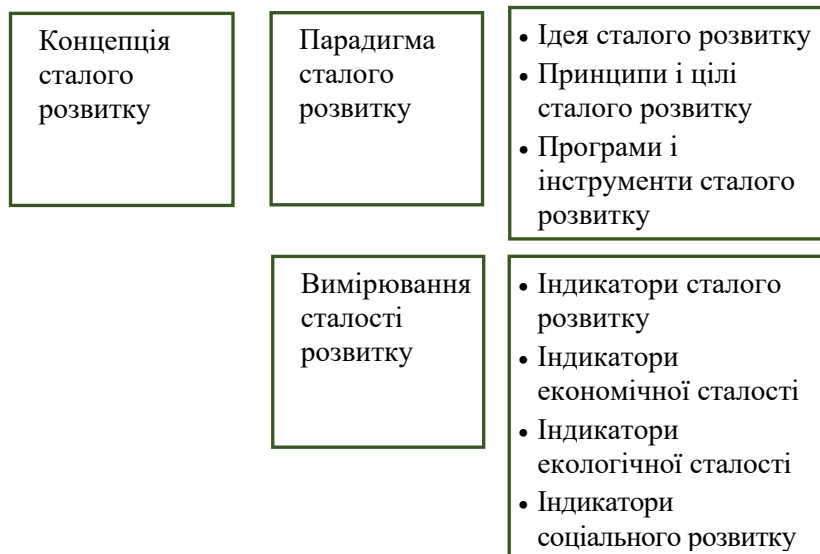 Концепція
сталого
розвитку
Парадигма
сталого
розвитку
• Ідея сталого розвитку
• Принципи і цілі
сталого розвитку
• Програми і
інструменти сталого
розвитку
Вимірювання
сталості
розвитку
• Індикатори сталого
розвитку
• Індикатори
економічної сталості
• Індикатори
екологічної сталості
• Індикатори
соціального розвитку